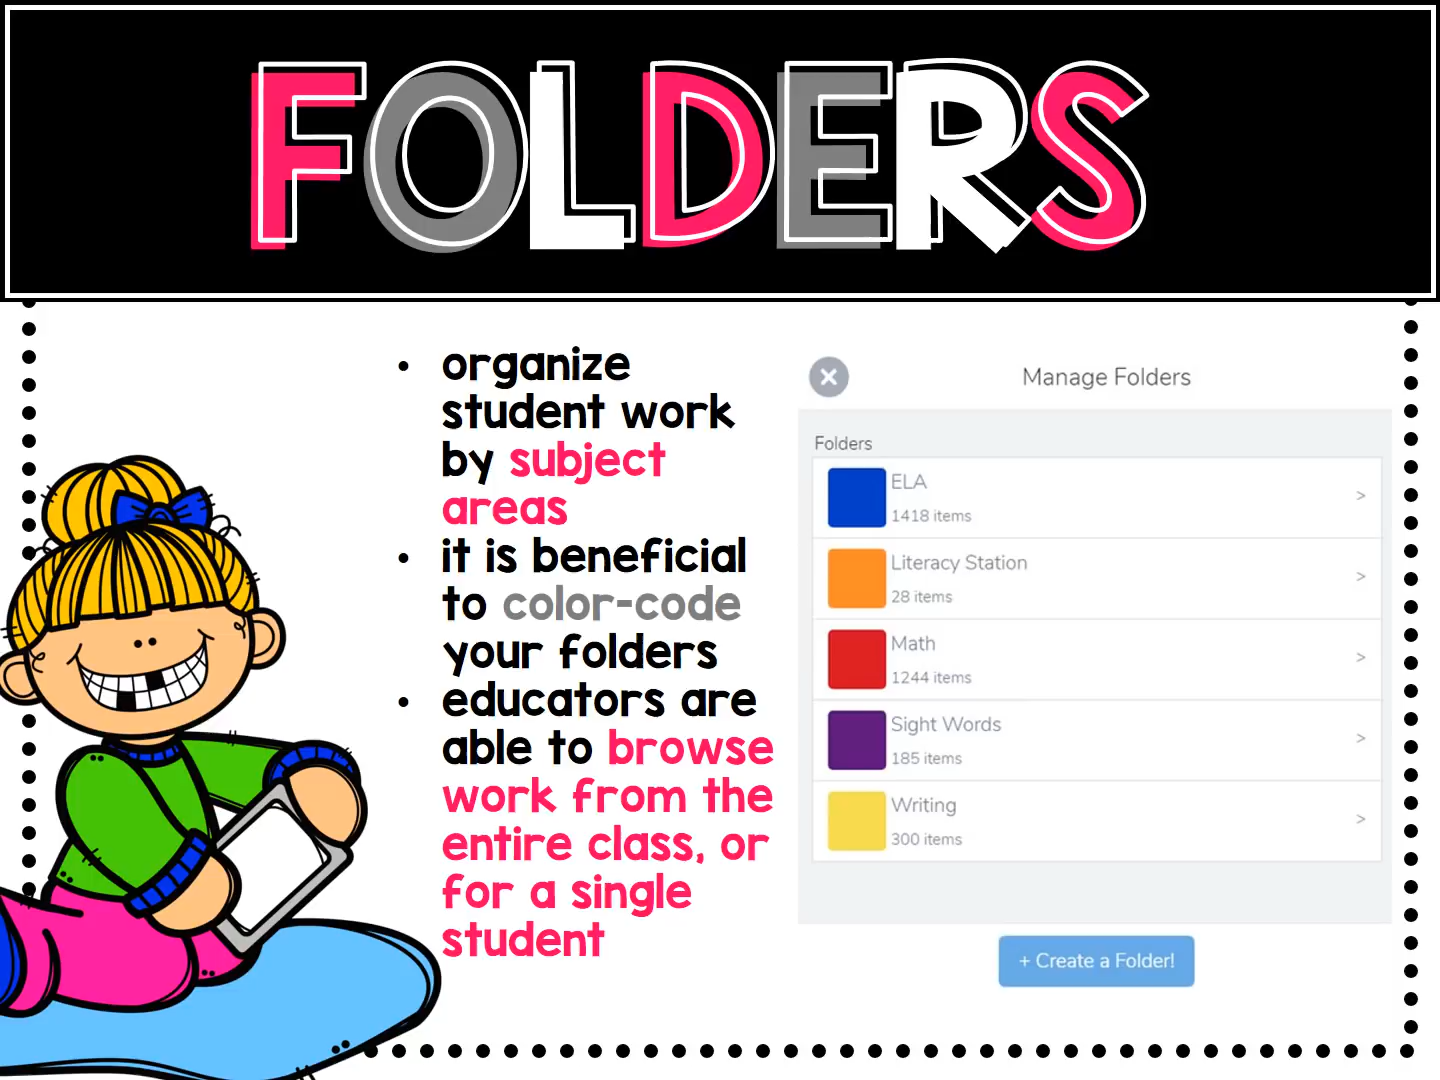 FOLDERS
• organize
student work
by subject
areas
• it is beneficial
to color-code
your folders
• educators are
able to browse
work from the
entire class, or
for a single
student
Manage Folders
Folders
ELA
1418 items
>
Literacy Station
28 items
>
Math
1244 items
>
Sight Words
185 items
>
Writing
300 items
>
+ Create a Folder!